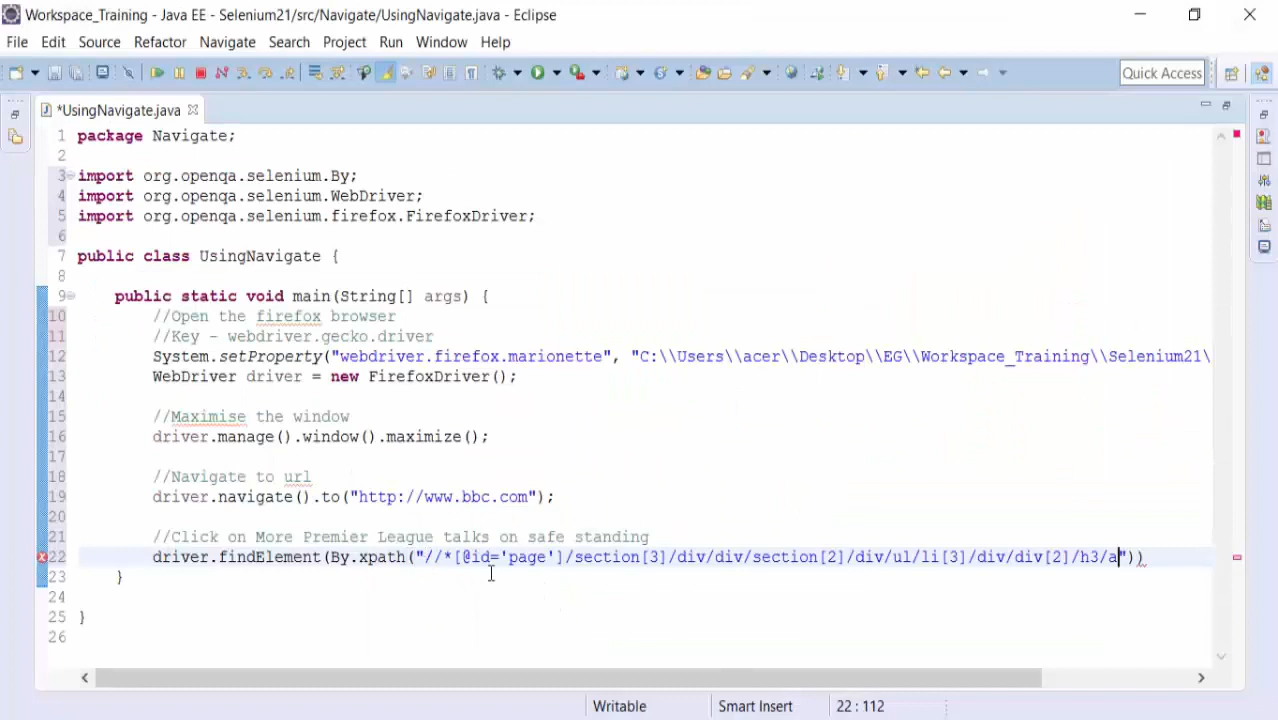 Workspace_Training - Java EE - Selenium21/src/Navigate/UsingNavigate.java - Eclipse
File Edit Source Refactor Navigate Search Project Run Window Help
Quick Access
*UsingNavigate.java
1 package Navigate;
2
3 import org.openqa.selenium.By;
4 import org.openqa.selenium.WebDriver;
5 import org.openqa.selenium.firefox.FirefoxDriver;
6
7 public class UsingNavigate {
8
9 public static void main(String[] args) {
10 //Open the firefox browser
11 //Key - webdriver.gecko.driver
12 System.setProperty("webdriver.firefox.marionette", "C:\\Users\\acer\\Desktop\\EG\\Workspace_Training\\Selenium21\
13 WebDriver driver = new FirefoxDriver();
14
15 //Maximise the window
16 driver.manage().window().maximize();
17
18 //Navigate to url
19 driver.navigate().to("http://www.bbc.com");
20
21 //Click on More Premier League talks on safe standing
22 driver.findElement(By.xpath("//*[@id='page']/section[3]/div/div/section[2]/div/ul/li[3]/div/div[2]/h3/a"))
23 }
24
25 }
26
Writable Smart Insert 22 : 112